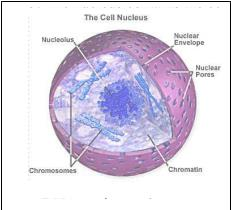 The Cell Nucleus
Nucleolus
Nuclear
Envelope
Nuclear
Pores
Chromosomes
Chromatin